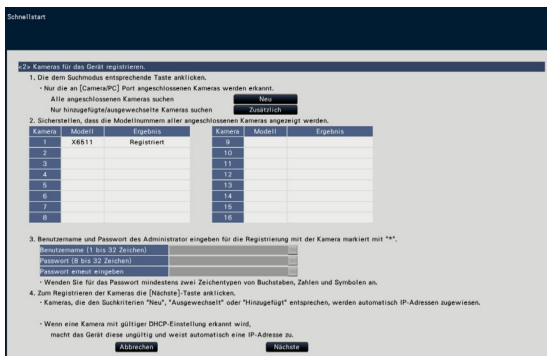 Schnellstart
<2> Kameras für das Gerät registrieren.
1. Die dem Suchmodus entsprechende Taste anklicken.
・Nur die an [Camera/PC] Port angeschlossenen Kameras werden erkannt.
Alle angeschlossenen Kameras suchen Neu
Nur hinzugefügte/ausgewechselte Kameras suchen Zusätzlich
2. Sicherstellen, dass die Modellnummern aller angeschlossenen Kameras angezeigt werden.
Kamera Modell Ergebnis Kamera Modell Ergebnis
1 X6511 Registriert 9
2 10
3 11
4 12
5 13
6 14
7 15
8 16
3. Benutzername und Passwort des Administrator eingeben für die Registrierung mit der Kamera markiert mit "*".
Benutzername (1 bis 32 Zeichen)
Passwort (8 bis 32 Zeichen)
Passwort erneut eingeben
・Wenden Sie für das Passwort mindestens zwei Zeichentypen von Buchstaben, Zahlen und Symbolen an.
4. Zum Registrieren der Kameras die [Nächste]-Taste anklicken.
・Kameras, die den Suchkriterien "Neu", "Ausgewechselt" oder "Hinzugefügt" entsprechen, werden automatisch IP-Adressen zugewiesen.
・Wenn eine Kamera mit gültiger DHCP-Einstellung erkannt wird,
macht das Gerät diese ungültig und weist automatisch eine IP-Adresse zu.
Abbrechen Nächste